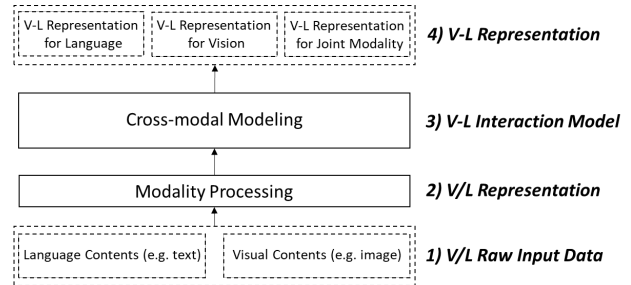 V-L Representation
for Language
V-L Representation
for Vision
V-L Representation
for Joint Modality
4) V-L Representation
Cross-modal Modeling
3) V-L Interaction Model
Modality Processing
2) V/L Representation
Language Contents (e.g. text)
Visual Contents (e.g. image)
1) V/L Raw Input Data